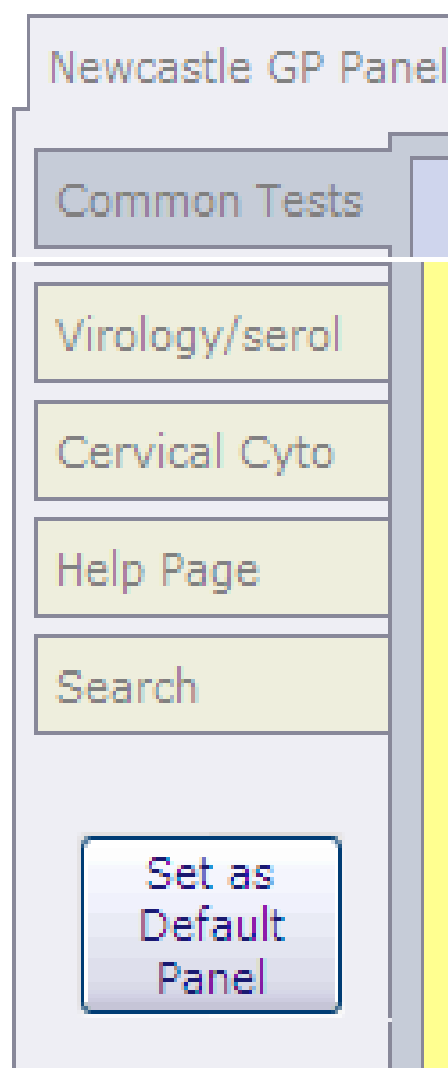 Newcastle GP Panel
Common Tests
Virology/serol
Cervical Cyto
Help Page
Search
Set as
Default
Panel